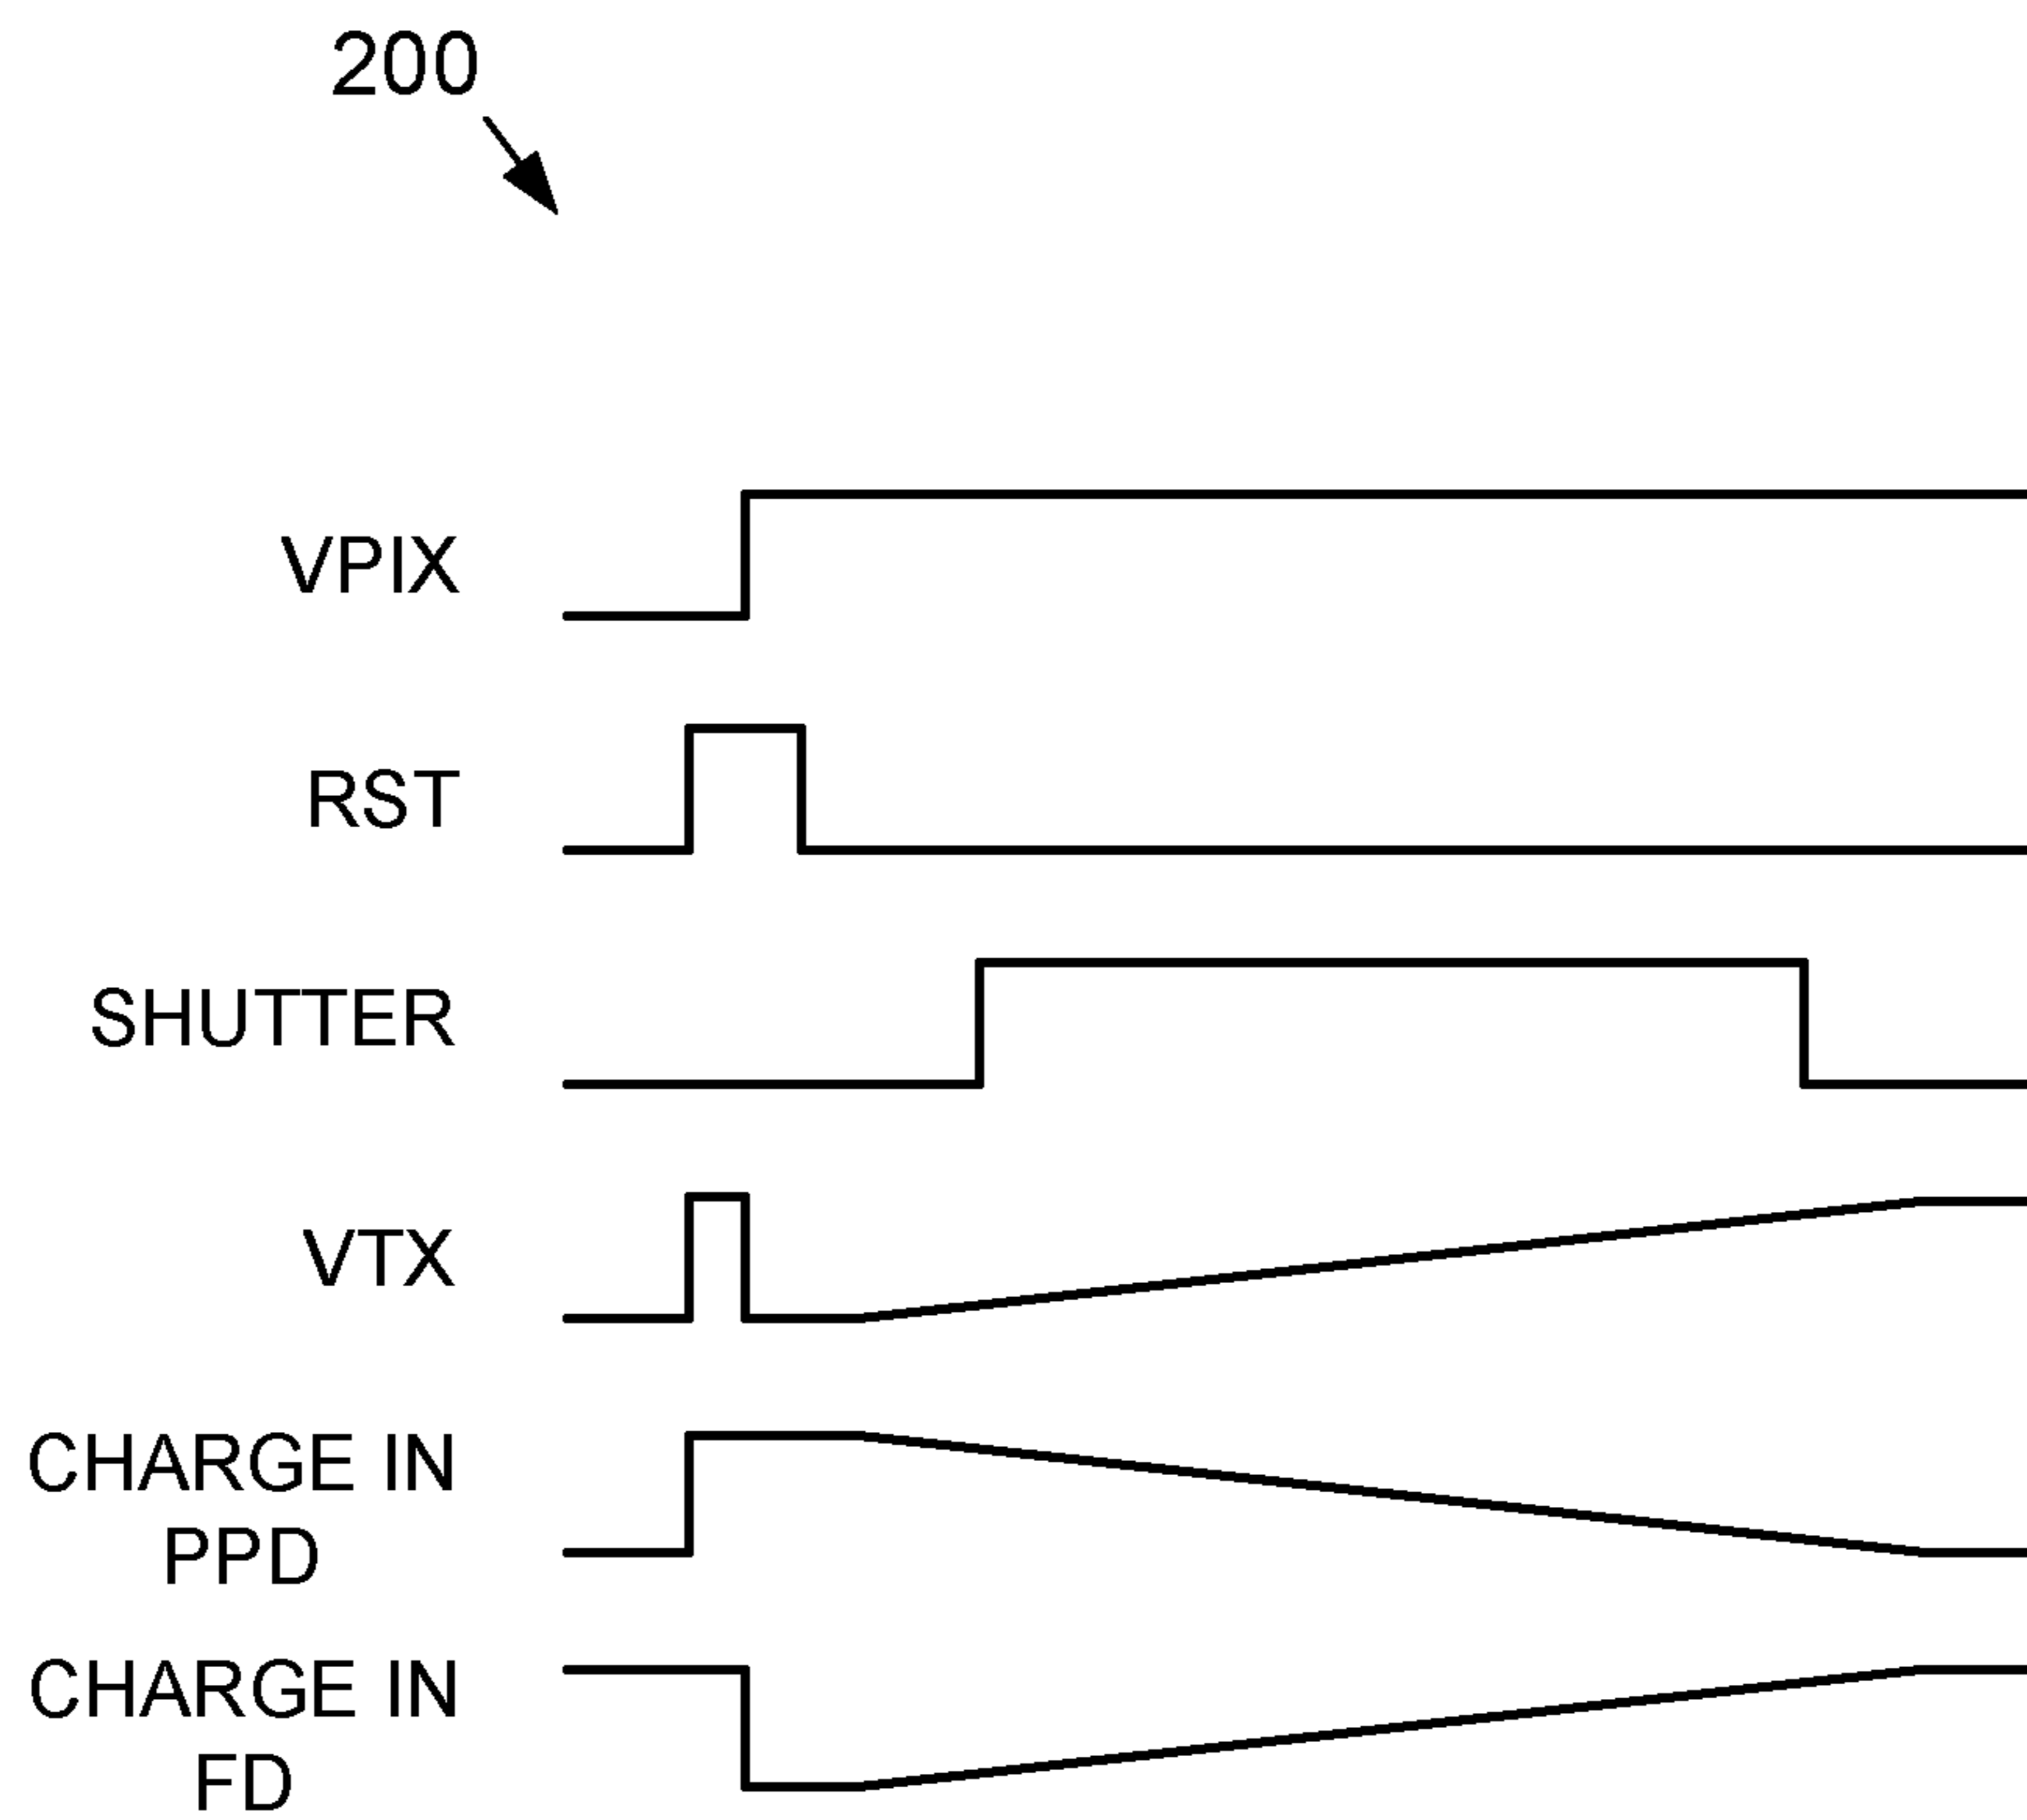 200
VPIX
RST
SHUTTER
VTX
CHARGE IN
PPD
CHARGE IN
FD